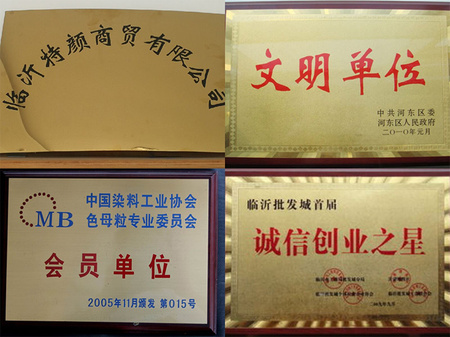 临沂特颜商贸有限公司
文明单位
中共河东区委
河东区人民政府
二〇一〇年元月
MB
中国染料工业协会
色母粒专业委员会
会员单位
2005年11月颁发 第015号
临沂批发城首届
诚信创业之星